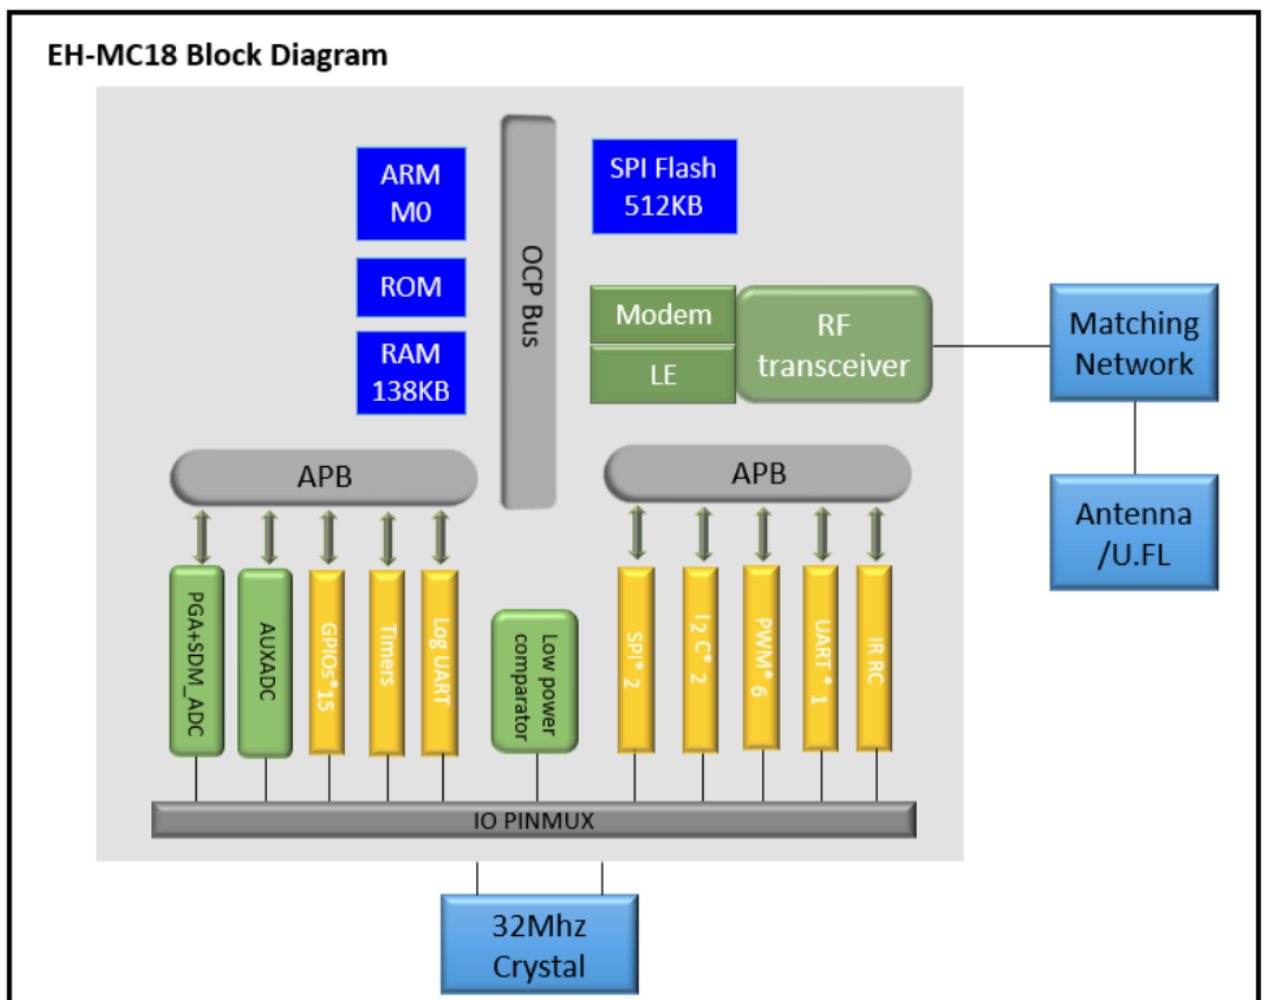 EH-MC18 Block Diagram
ARM
M0
SPI Flash
512KB
OCP Bus
ROM
RAM
138KB
Modem
LE
RF
transceiver
Matching
Network
Antenna
/U.FL
APB
APB
PGA+SDM_ADC
AUXADC
GPIOs*15
Timers
Log UART
Low power
comparator
SPI* 2
I2 C* 2
PWM* 6
UART * 1
IR RC
IO PINMUX
32Mhz
Crystal